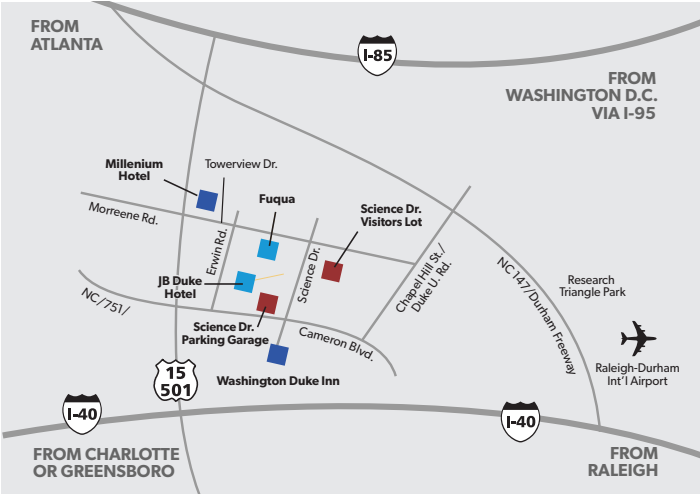 FROM
ATLANTA
I-85
FROM
WASHINGTON D.C.
VIA I-95
Millenium
Hotel
Towerview Dr.
Fuqua
Science Dr.
Visitors Lot
Morreene Rd.
Erwin Rd.
Science Dr.
Chapel Hill St./
Duke U. Rd.
NC 147/Durham Freeway
Research
Triangle Park
JB Duke
Hotel
NC/751/
Science Dr.
Parking Garage
Cameron Blvd.
Raleigh-Durham
Int'l Airport
Washington Duke Inn
15
501
I-40
I-40
FROM CHARLOTTE
OR GREENSBORO
FROM
RALEIGH